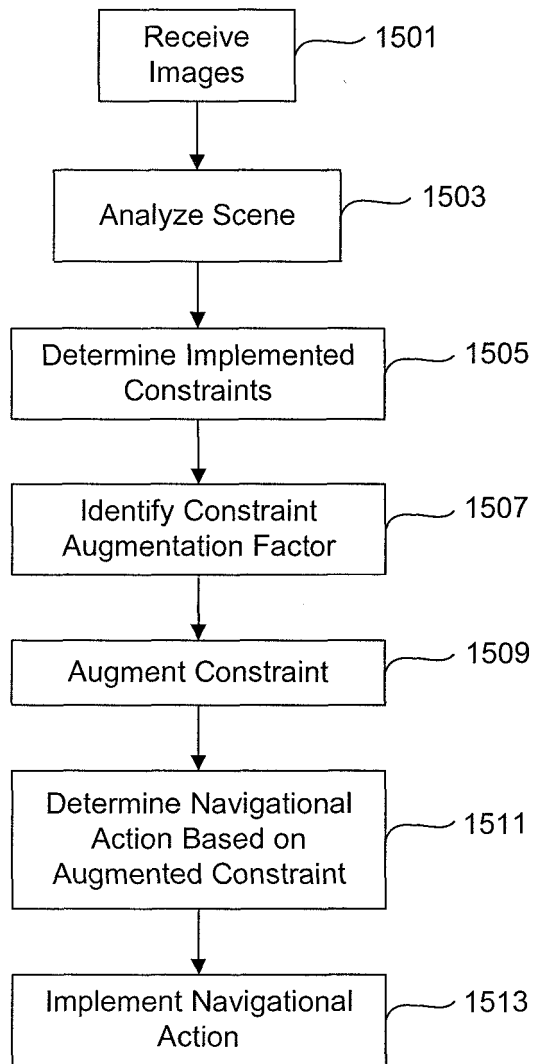 Receive
Images
1501
Analyze Scene
1503
Determine Implemented
Constraints
1505
Identify Constraint
Augmentation Factor
1507
Augment Constraint
1509
Determine Navigational
Action Based on
Augmented Constraint
1511
Implement Navigational
Action
1513